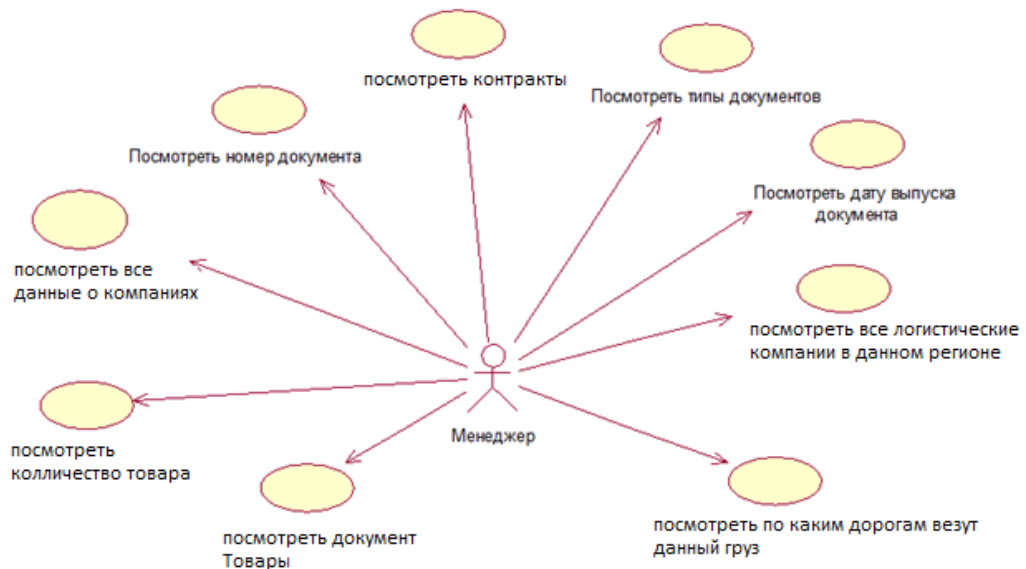 посмотреть контракты
Посмотреть типы документов
Посмотреть номер документа
Посмотреть дату выпуска
документа
посмотреть все
данные о компаниях
посмотреть все логистические
компании в данном регионе
Менеджер
посмотреть
колличество товара
посмотреть документ
Товары
посмотреть по каким дорогам везут
данный груз